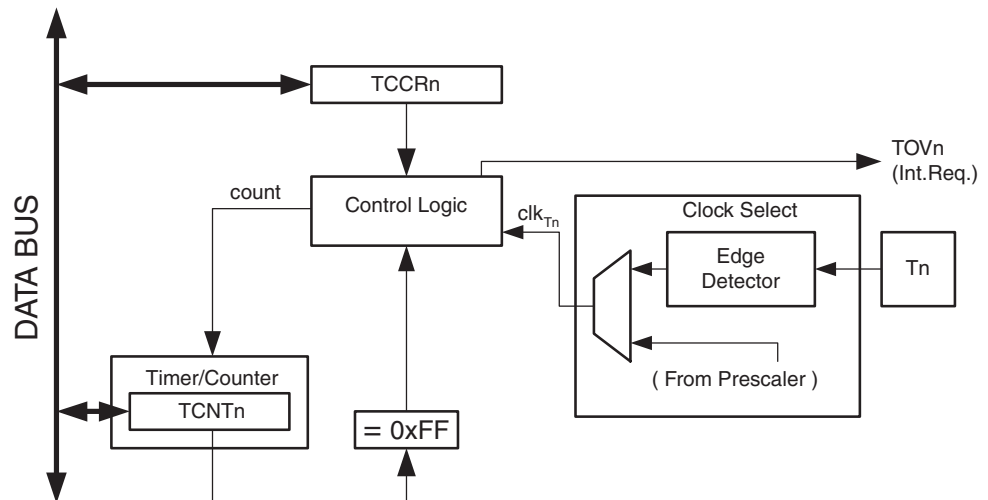 TCCRn
TOVn
(Int.Req.)
count
Control Logic
clkTn
Clock Select
Edge
Detector
Tn
DATA BUS
Timer/Counter
( From Prescaler )
TCNTn
= 0xFF